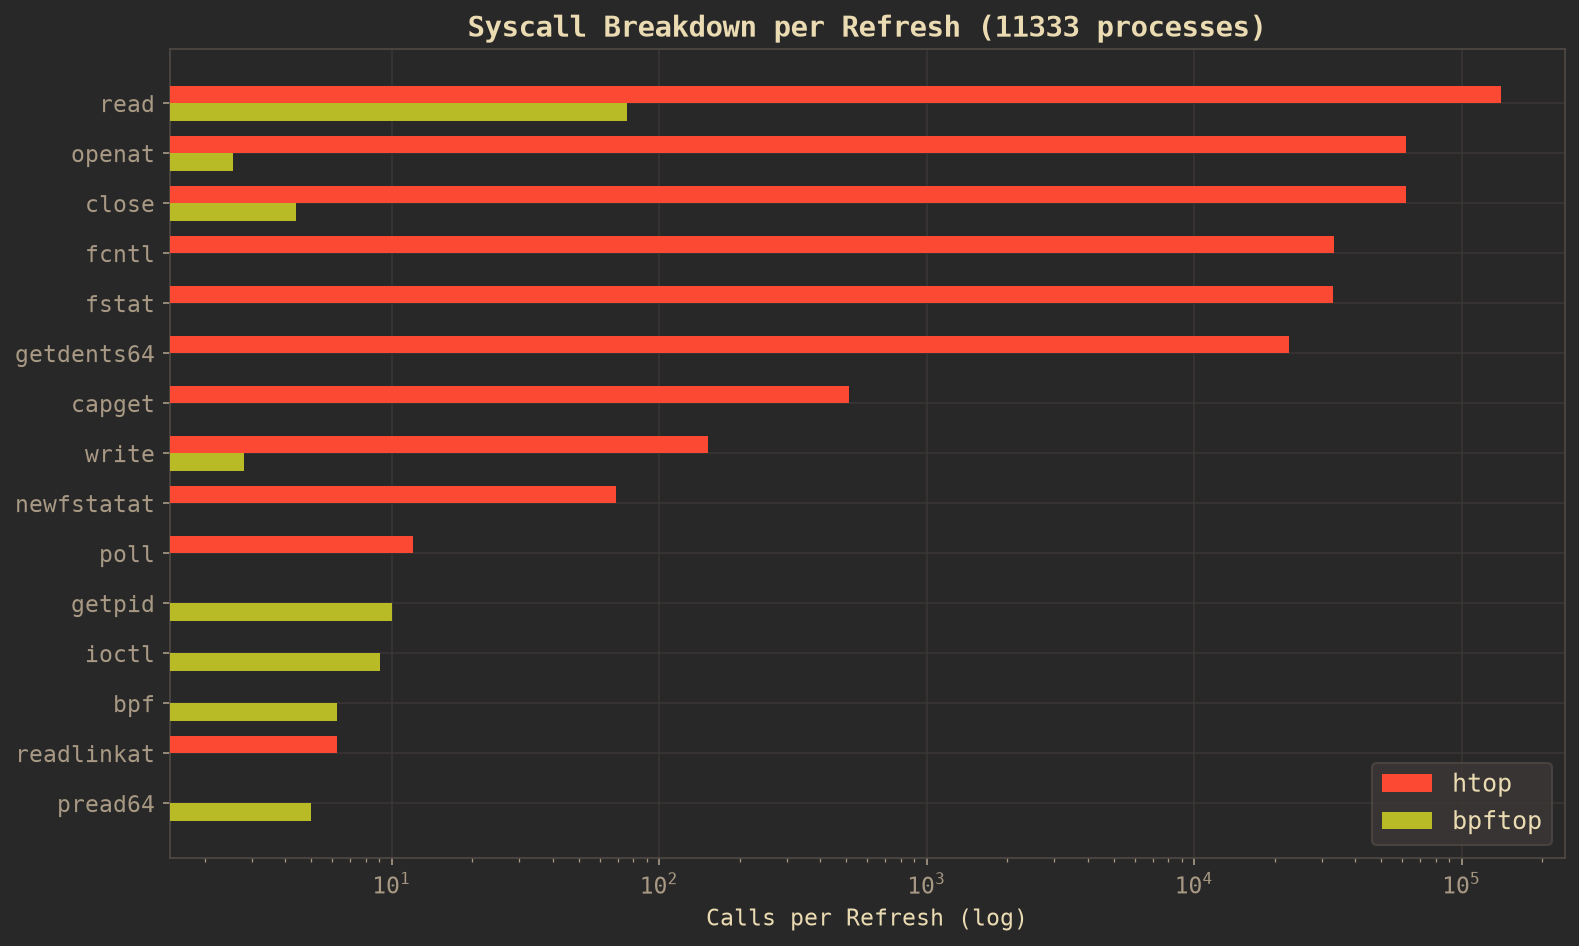 Syscall Breakdown per Refresh (11333 processes)
read
openat
close
fcntl
fstat
getdents64
capget
write
newfstatat
poll
getpid
ioctl
bpf
readlinkat
pread64
htop
bpftop
10¹ 10² 10³ 10⁴ 10⁵
Calls per Refresh (log)